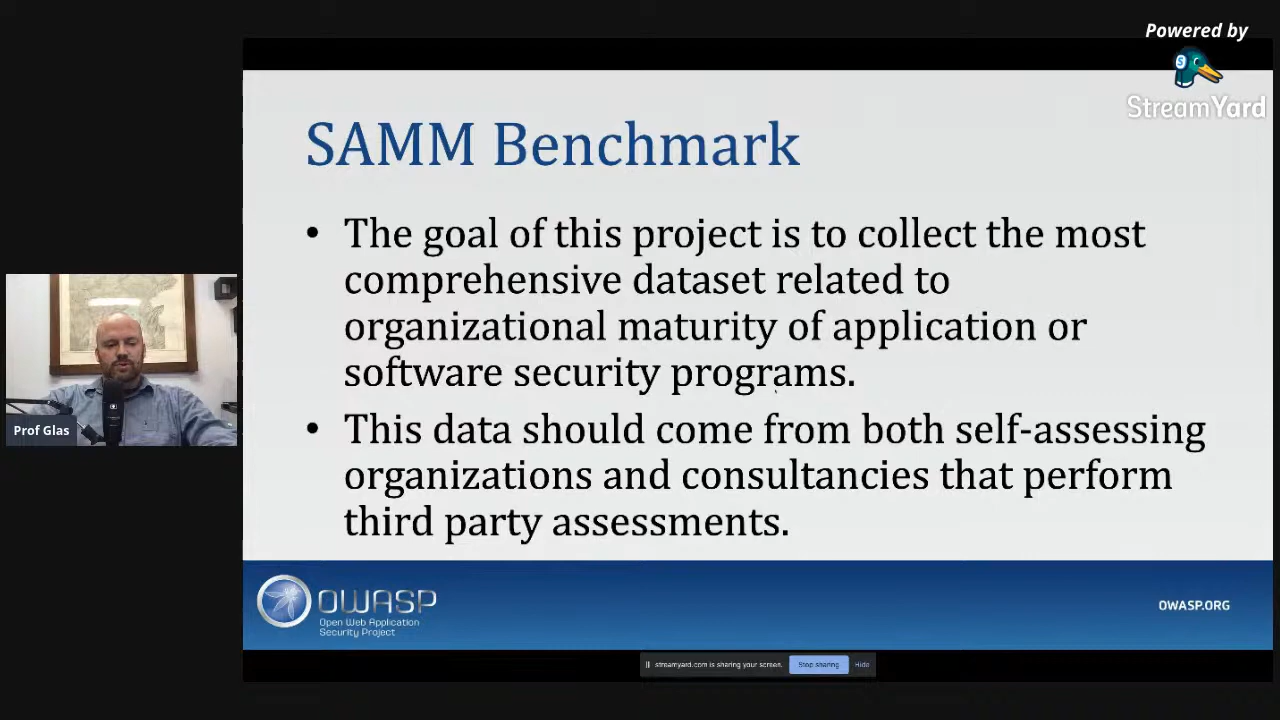 Powered by
StreamYard
SAMM Benchmark
• The goal of this project is to collect the most
comprehensive dataset related to
organizational maturity of application or
software security programs.
• This data should come from both self-assessing
organizations and consultancies that perform
third party assessments.
Prof Glas
OWASP
Open Web Application
Security Project
OWASP.ORG
streamyard.com is sharing your screen.
Stop sharing
Hide